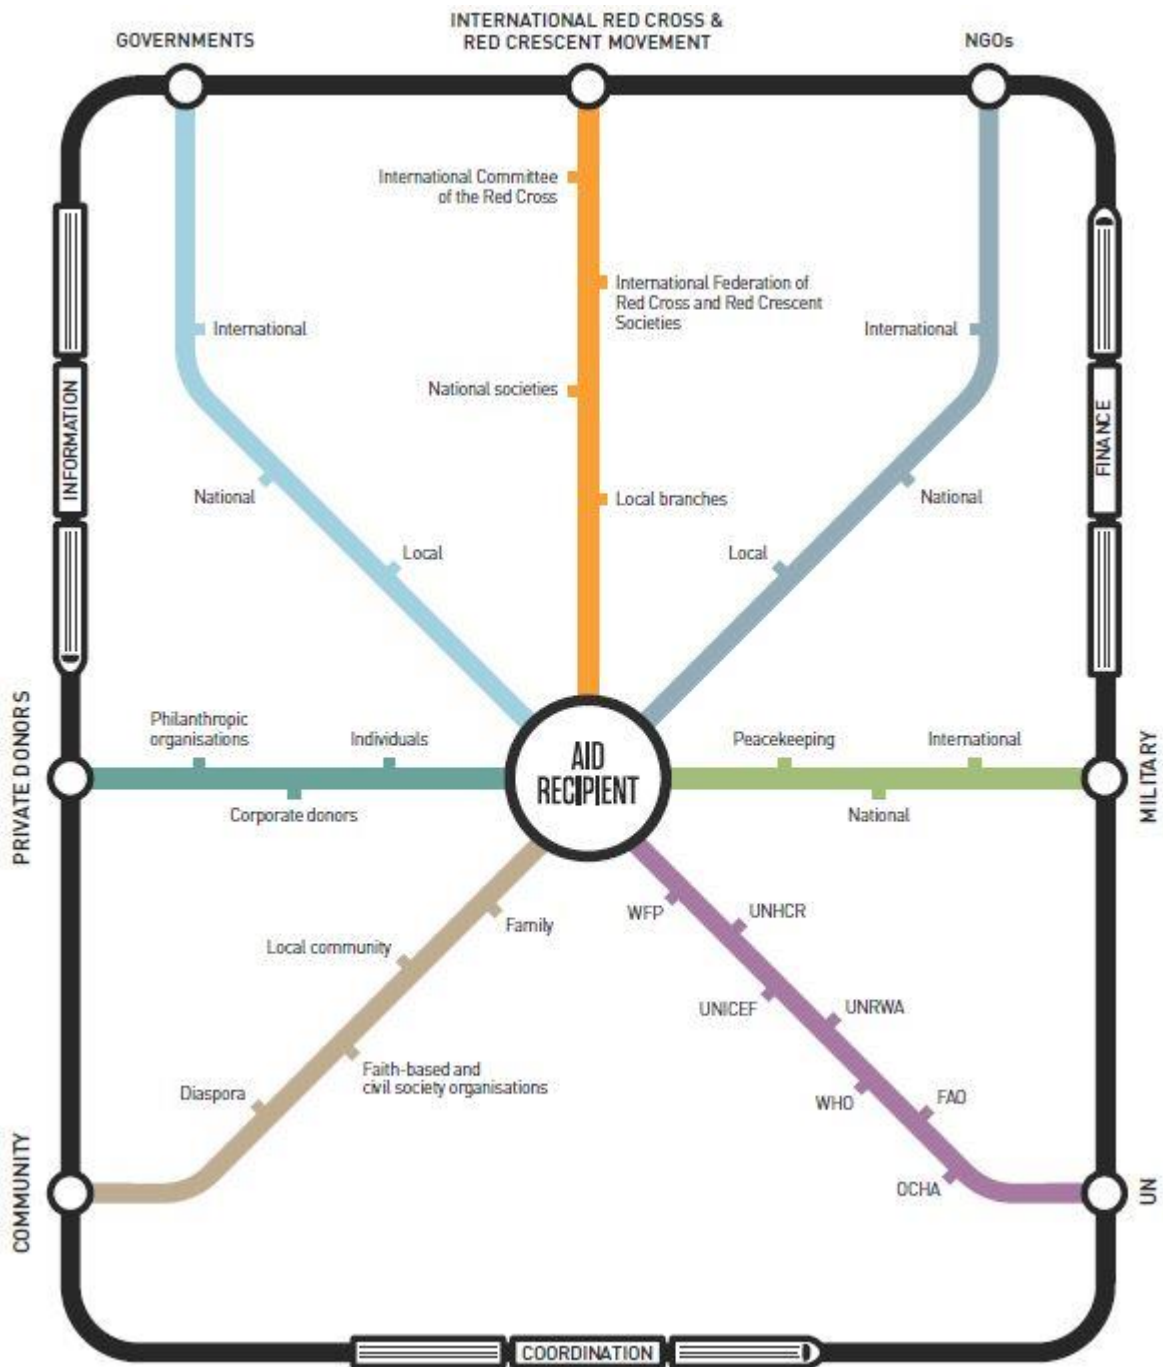 GOVERNMENTS
INTERNATIONAL RED CROSS &
RED CRESCENT MOVEMENT
NGOs
International Committee
of the Red Cross
International Federation of
Red Cross and Red Crescent
Societies
National societies
Local branches
International
National
Local
International
National
Local
INFORMATION
FINANCE
PRIVATE DONORS
Philanthropic
organisations
Individuals
Corporate donors
AID
RECIPIENT
Peacekeeping
International
National
MILITARY
Family
Local community
Faith-based and
civil society organisations
Diaspora
COMMUNITY
WFP
UNHCR
UNICEF
UNRWA
WHO
FAO
OCHA
UN
COORDINATION